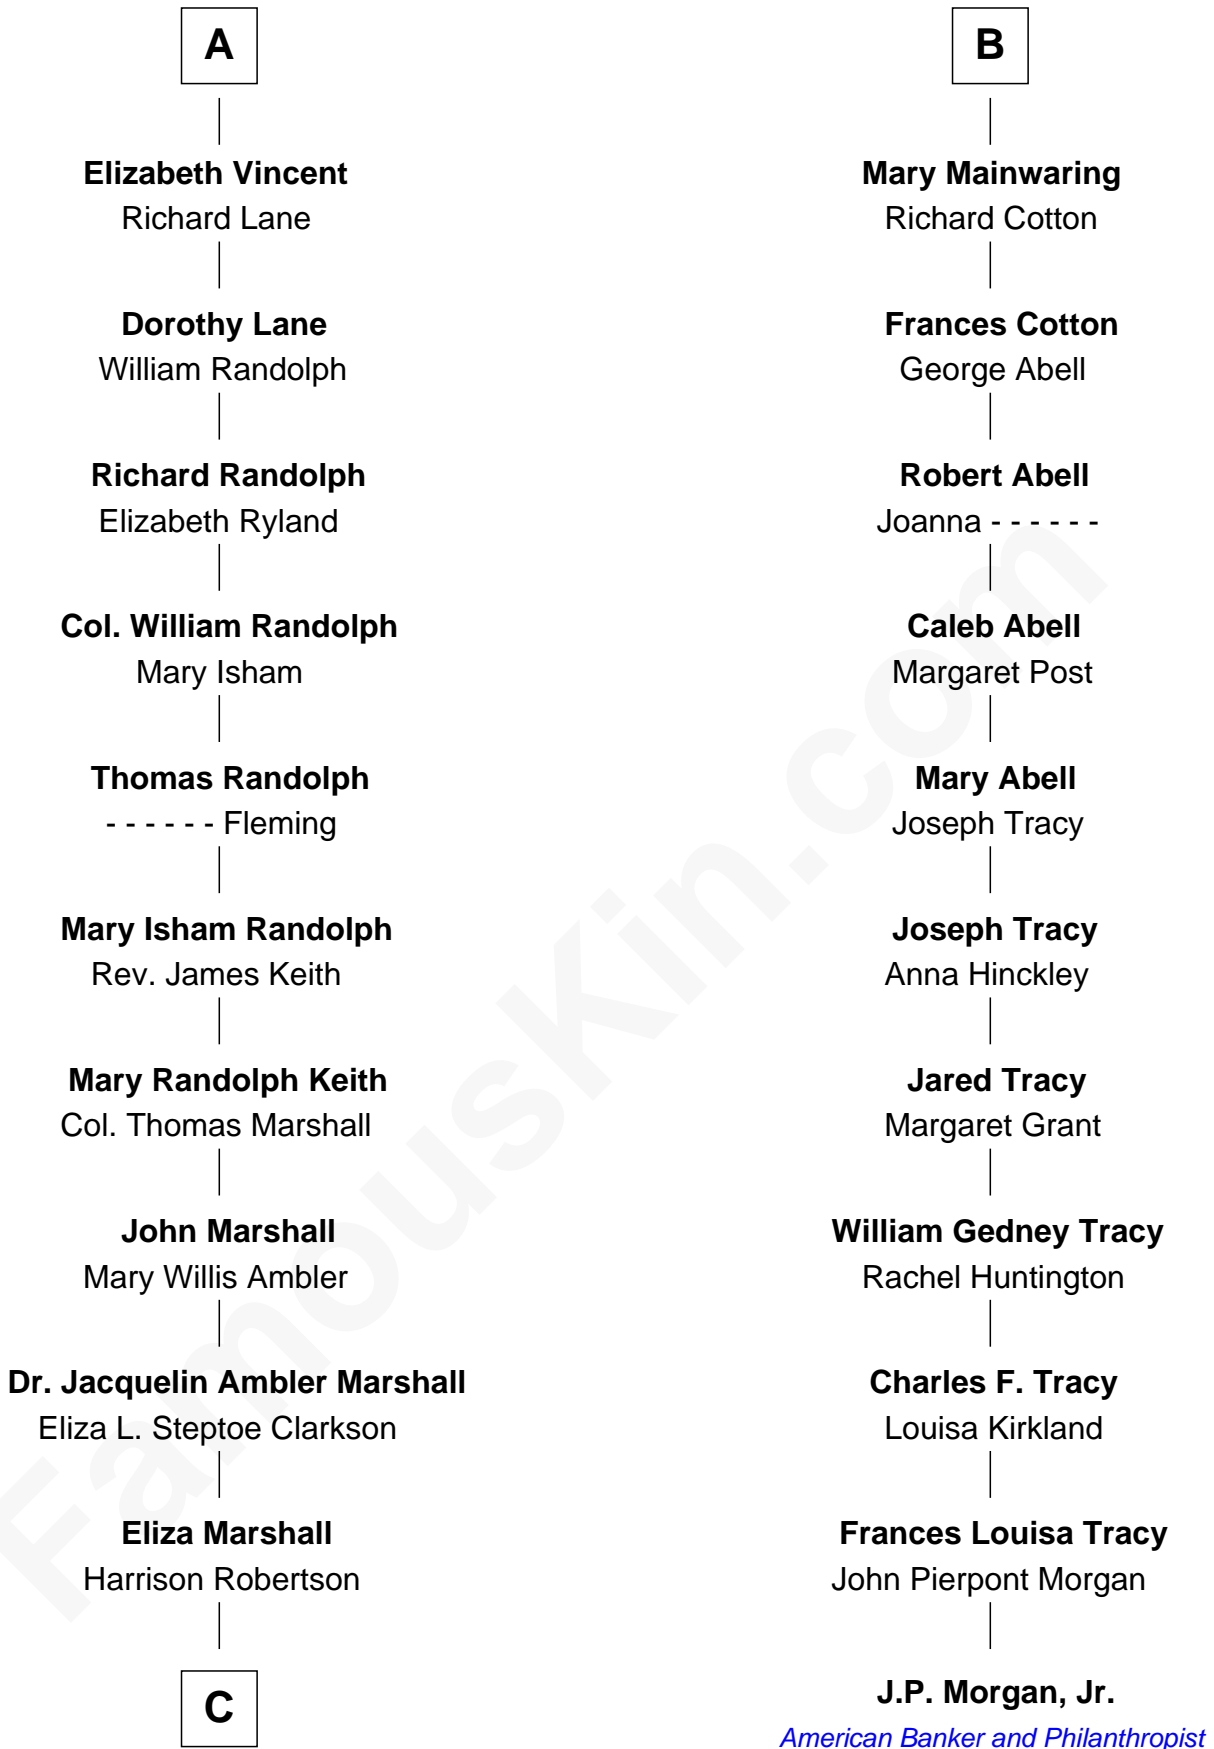 A
Elizabeth Vincent
Richard Lane
Dorothy Lane
William Randolph
Richard Randolph
Elizabeth Ryland
Col. William Randolph
Mary Isham
Thomas Randolph
- - - - - - Fleming
Mary Isham Randolph
Rev. James Keith
Mary Randolph Keith
Col. Thomas Marshall
John Marshall
Mary Willis Ambler
Dr. Jacquelin Ambler Marshall
Eliza L. Steptoe Clarkson
Eliza Marshall
Harrison Robertson
C
B
Mary Mainwaring
Richard Cotton
Frances Cotton
George Abell
Robert Abell
Joanna - - - - - -
Caleb Abell
Margaret Post
Mary Abell
Joseph Tracy
Joseph Tracy
Anna Hinckley
Jared Tracy
Margaret Grant
William Gedney Tracy
Rachel Huntington
Charles F. Tracy
Louisa Kirkland
Frances Louisa Tracy
John Pierpont Morgan
J.P. Morgan, Jr.
American Banker and Philanthropist
FamousKin.com